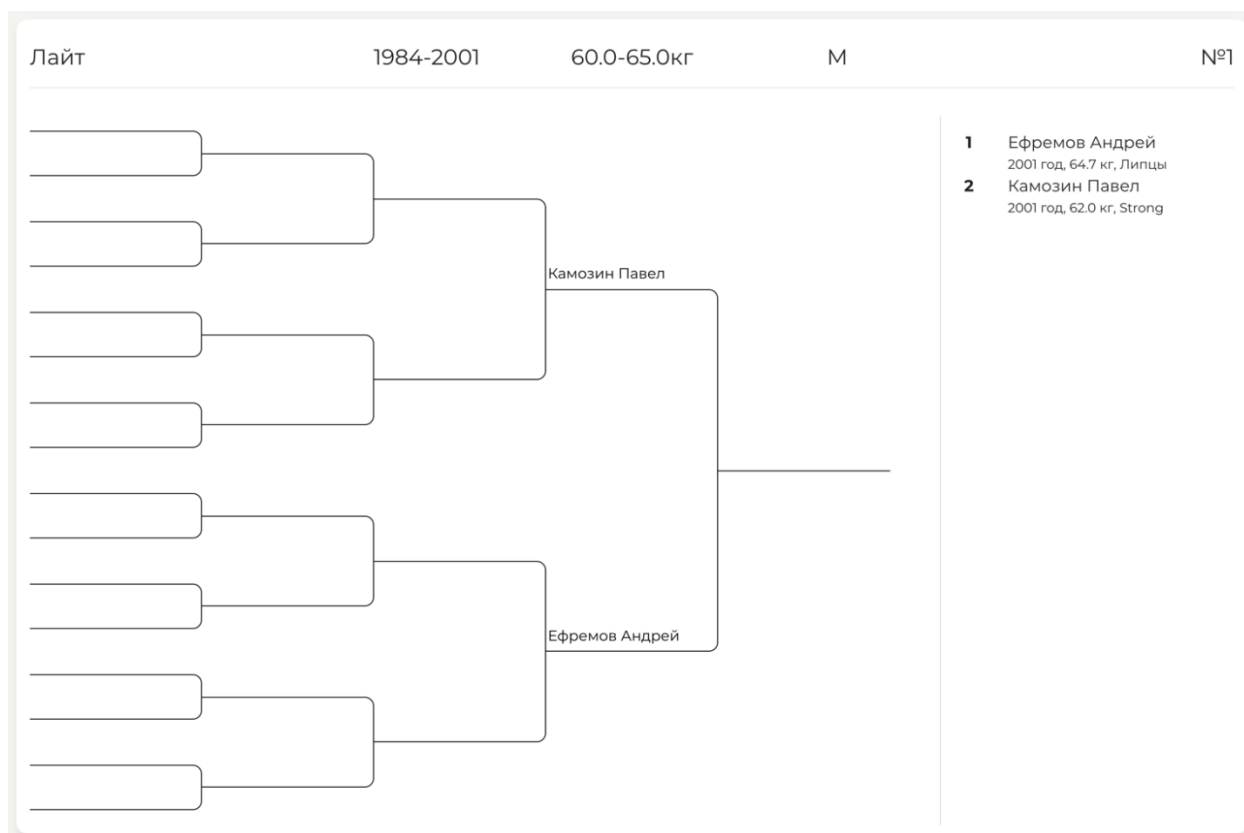 Лайт 1984-2001 60.0-65.0кг М №1
1 Ефремов Андрей
2001 год, 64.7 кг, Липцы
2 Камозин Павел
2001 год, 62.0 кг, Strong
Камозин Павел
Ефремов Андрей